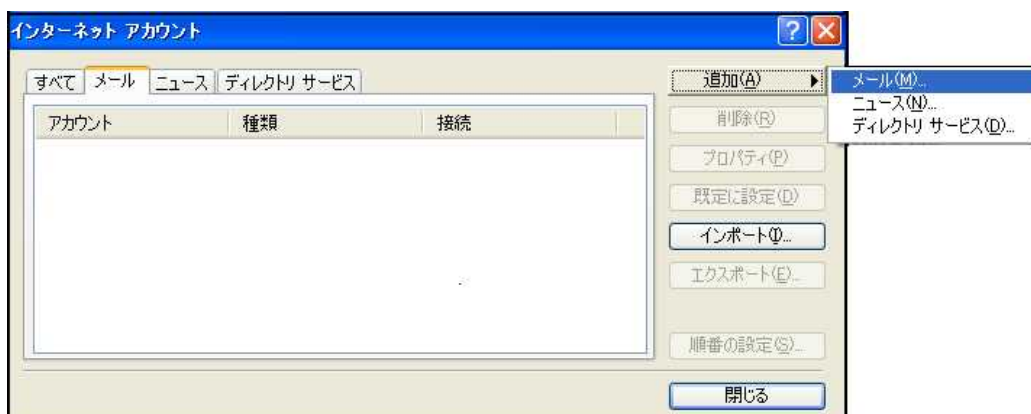 インターネット アカウント
すべて メール ニュース ディレクトリ サービス
アカウント 種類 接続
追加(A)
削除(R)
プロパティ(P)
既定に設定(D)
インポート(I)...
エクスポート(E)...
順番の設定(S)...
閉じる
メール(M)...
ニュース(N)...
ディレクトリ サービス(D)...